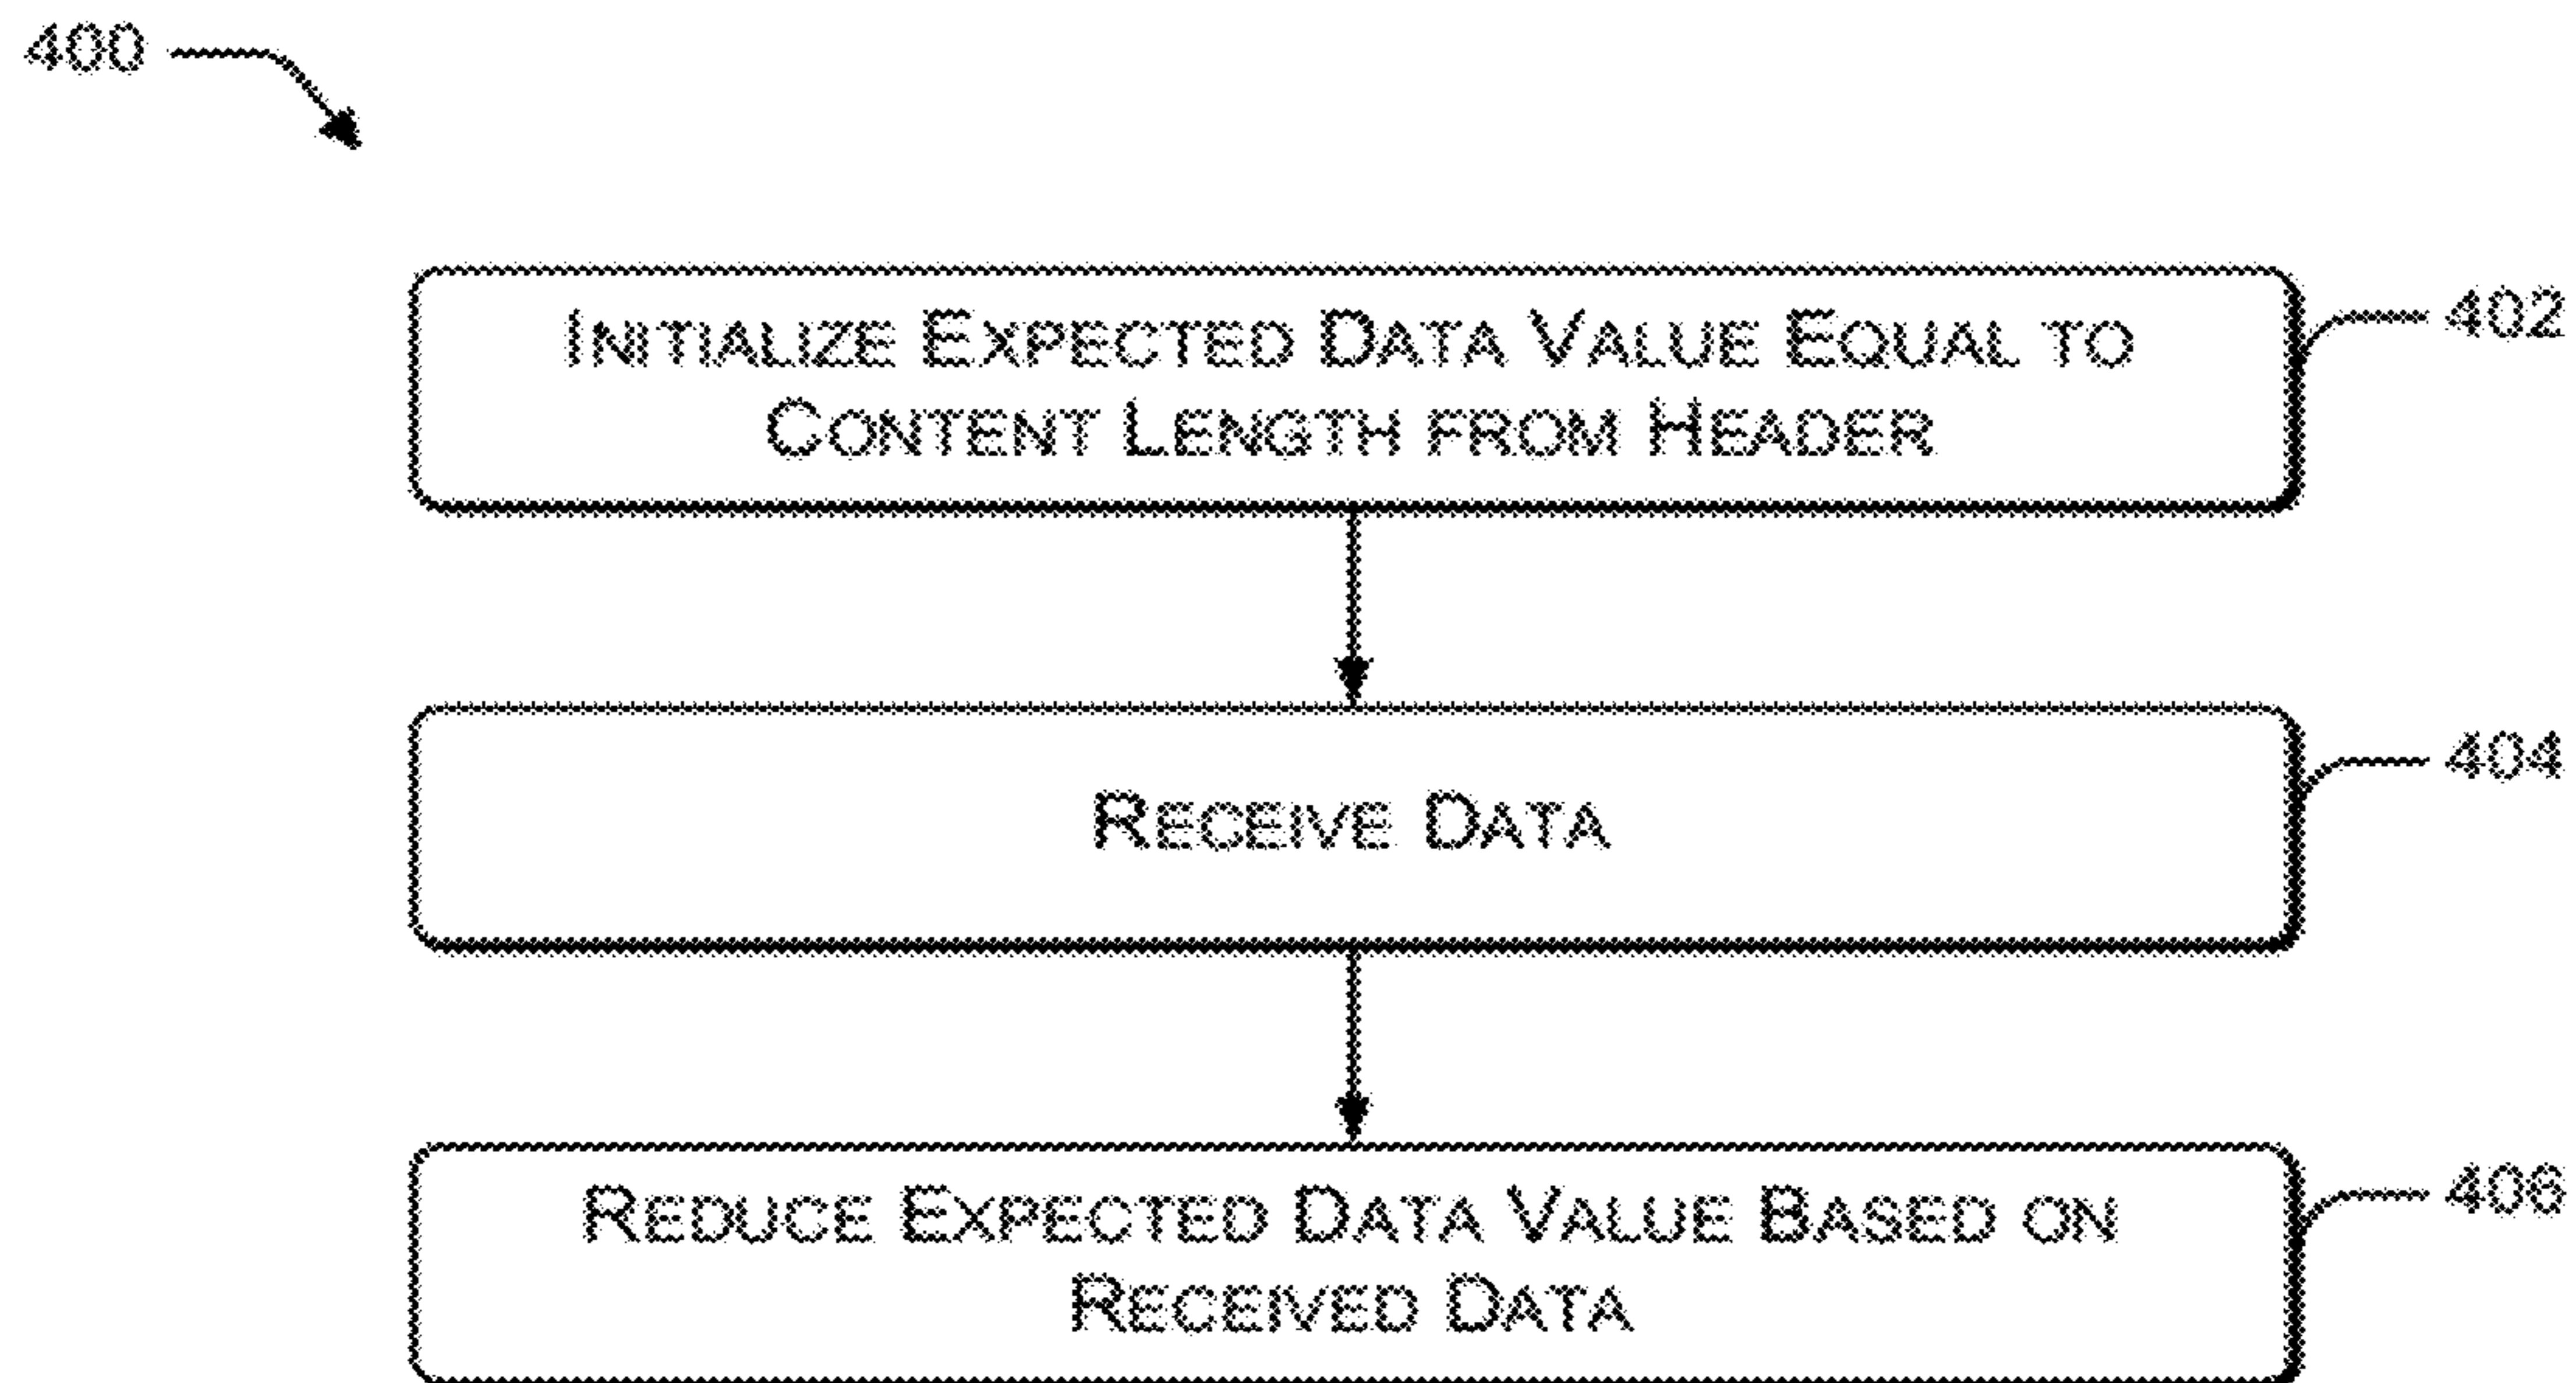 400
INITIALIZE EXPECTED DATA VALUE EQUAL TO
CONTENT LENGTH FROM HEADER
402
RECEIVE DATA
404
REDUCE EXPECTED DATA VALUE BASED ON
RECEIVED DATA
406